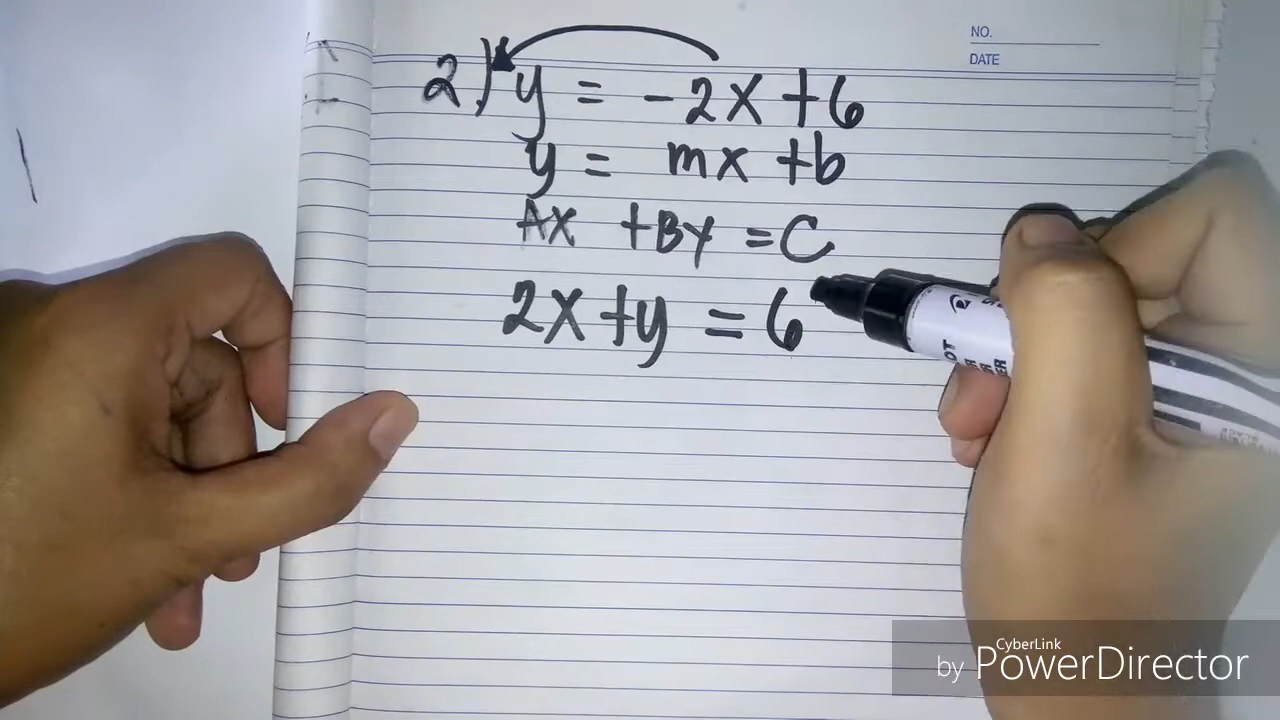 NO.
DATE
2) y = -2x +6
y = mx +b
Ax +By = C
2x + y = 6
CyberLink
by PowerDirector